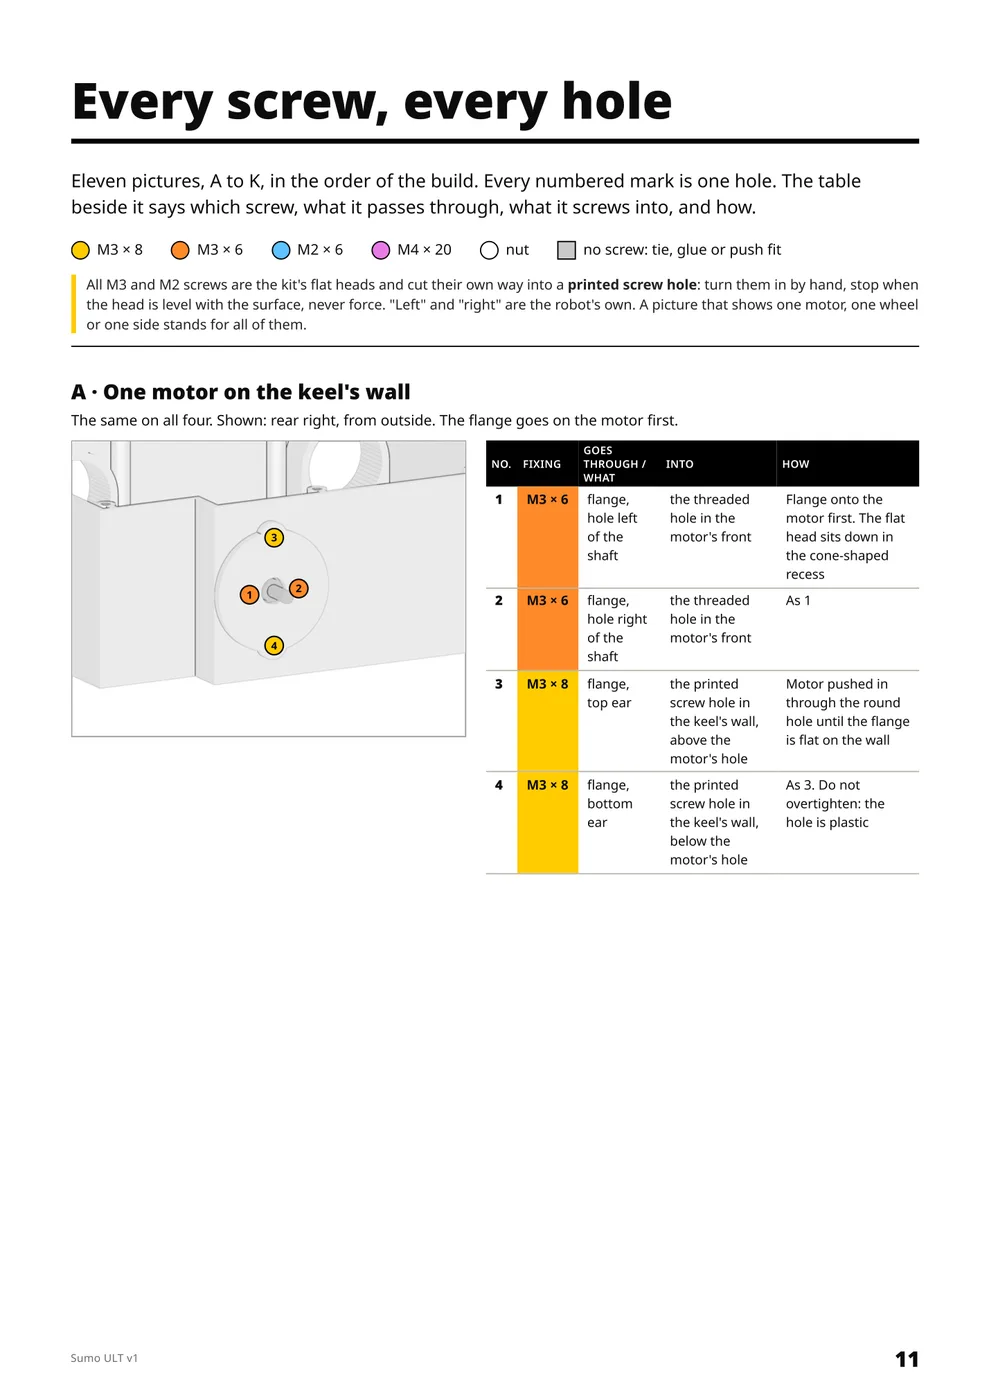 Every screw, every hole
Eleven pictures, A to K, in the order of the build. Every numbered mark is one hole. The table
beside it says which screw, what it passes through, what it screws into, and how.
M3 × 8 M3 × 6 M2 × 6 M4 × 20 nut no screw: tie, glue or push fit
All M3 and M2 screws are the kit's flat heads and cut their own way into a printed screw hole: turn them in by hand, stop when
the head is level with the surface, never force. "Left" and "right" are the robot's own. A picture that shows one motor, one wheel
or one side stands for all of them.
A · One motor on the keel's wall
The same on all four. Shown: rear right, from outside. The flange goes on the motor first.
3
1
2
4
NO. FIXING GOES THROUGH / WHAT INTO HOW
1 M3 × 6 flange, the threaded Flange onto the
hole left hole in the motor first. The flat
of the motor's front head sits down in
shaft the cone-shaped
recess
2 M3 × 6 flange, the threaded As 1
hole right hole in the
of the motor's front
shaft
3 M3 × 8 flange, the printed Motor pushed in
top ear screw hole in through the round
the keel's wall, hole until the flange
above the is flat on the wall
motor's hole
4 M3 × 8 flange, the printed As 3. Do not
bottom screw hole in overtighten: the
ear the keel's wall, hole is plastic
below the
motor's hole
Sumo ULT v1 11